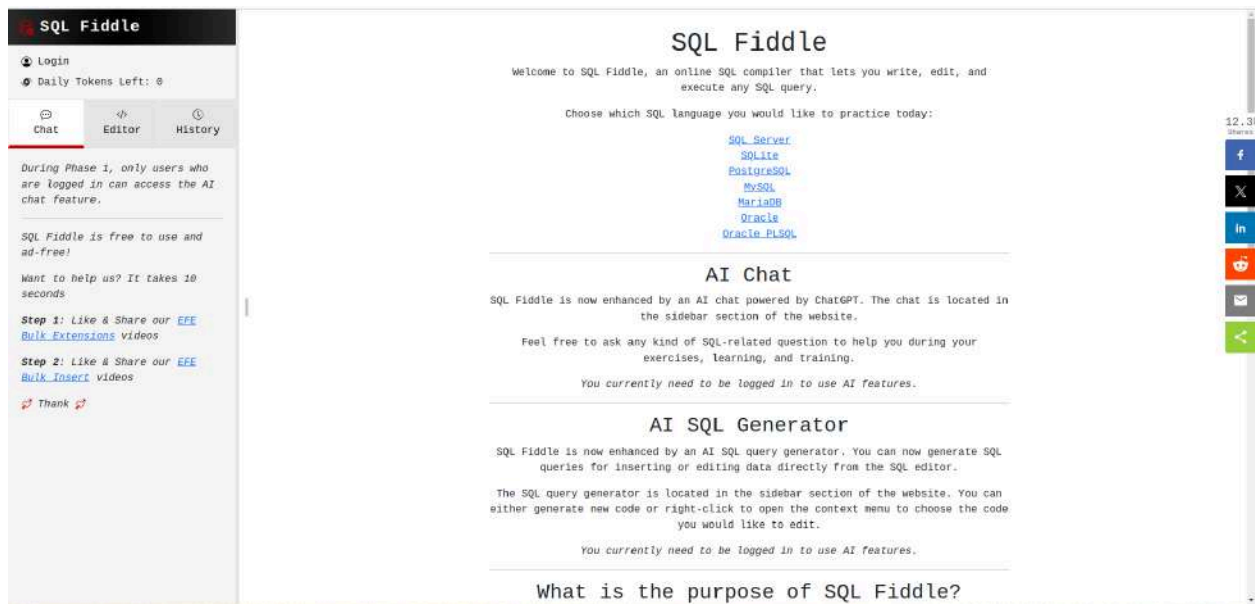 SQL Fiddle
Login
Daily Tokens Left: 0
Chat
Editor
History
During Phase 1, only users who
are logged in can access the AI
chat feature.
SQL Fiddle is free to use and
ad-free!
Want to help us? It takes 10
seconds
Step 1: Like & Share our EFE
Bulk Extensions videos
Step 2: Like & Share our EFE
Bulk Insert videos
Thank
SQL Fiddle
Welcome to SQL Fiddle, an online SQL compiler that lets you write, edit, and
execute any SQL query.
Choose which SQL language you would like to practice today:
SQL Server
SQLite
PostgreSQL
MySQL
MariaDB
Oracle
Oracle PLSQL
AI Chat
SQL Fiddle is now enhanced by an AI chat powered by ChatGPT. The chat is located in
the sidebar section of the website.
Feel free to ask any kind of SQL-related question to help you during your
exercises, learning, and training.
You currently need to be logged in to use AI features.
AI SQL Generator
SQL Fiddle is now enhanced by an AI SQL query generator. You can now generate SQL
queries for inserting or editing data directly from the SQL editor.
The SQL query generator is located in the sidebar section of the website. You can
either generate new code or right-click to open the context menu to choose the code
you would like to edit.
You currently need to be logged in to use AI features.
What is the purpose of SQL Fiddle?
Shares